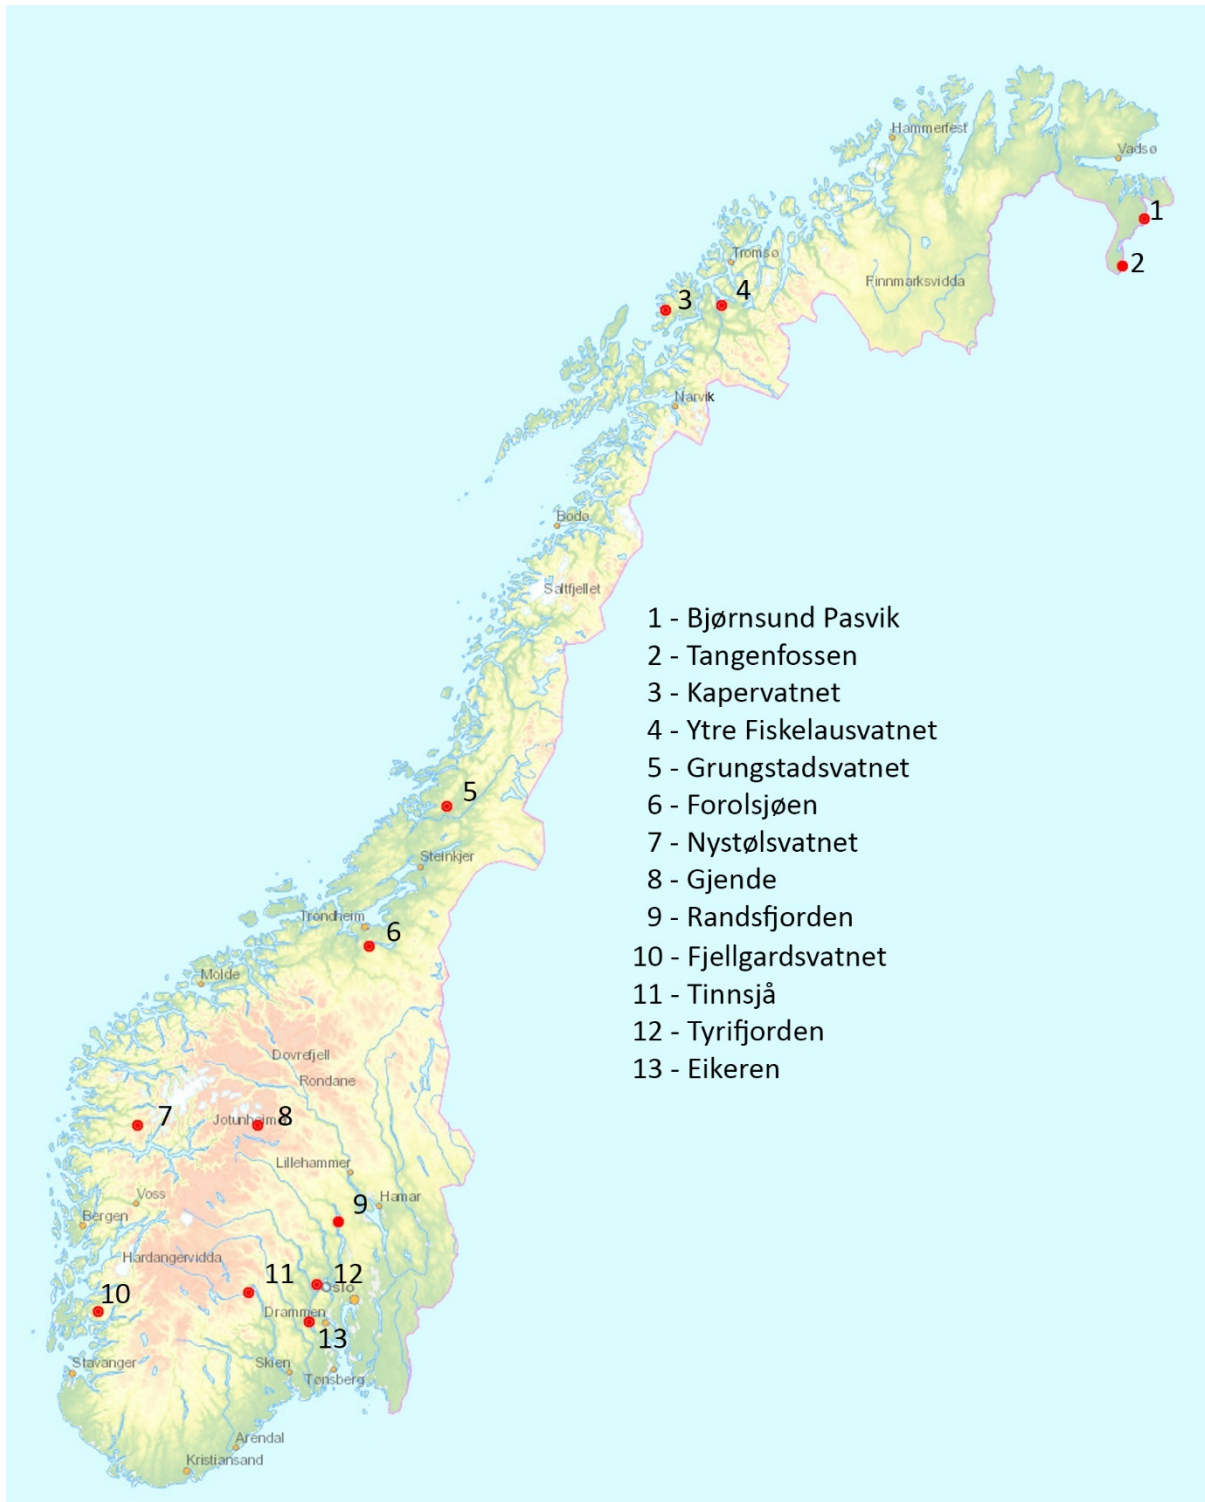 Hammerfest
Vadsø
1
Tromsø
2
Finnmarksvidda
3
4
Narvik
Bodø
Saltfjellet
1 - Bjørnsund Pasvik
2 - Tangenfossen
3 - Kapervatnet
4 - Ytre Fiskelausvatnet
5 - Grungstadsvatnet
6 - Forolsjøen
7 - Nystølsvatnet
8 - Gjende
9 - Randsfjorden
10 - Fjellgardsvatnet
11 - Tinnsjå
12 - Tyrifjorden
13 - Eikeren
5
Steinkjer
Trondheim
6
Molde
Dovrefjell
Rondane
7
Jotunheimen
8
Lillehammer
Voss
9
Hamar
Bergen
Hardangervidda
11
12
Oslo
10
Drammen
13
Stavanger
Skien
Tønsberg
Arendal
Kristiansand